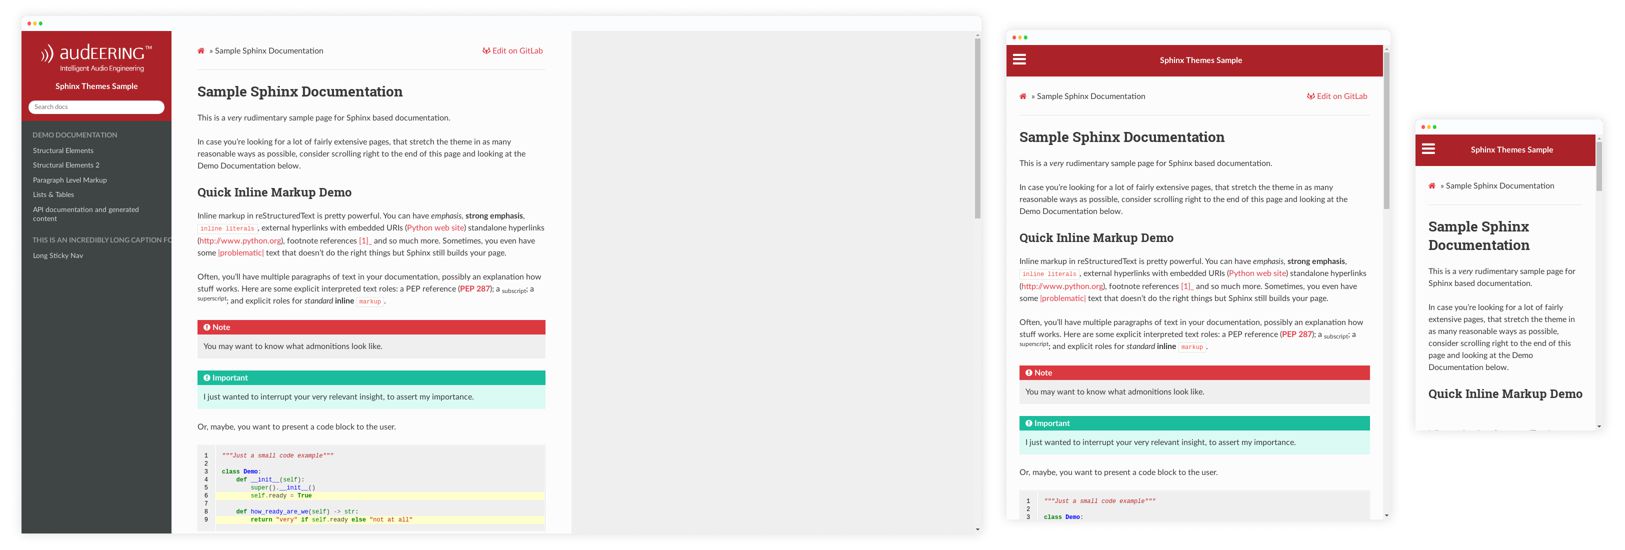 audEERING™
Intelligent Audio Engineering
Sphinx Themes Sample
Search docs
DEMO DOCUMENTATION
Structural Elements
Structural Elements 2
Paragraph Level Markup
Lists & Tables
API documentation and generated
content
THIS IS AN INCREDIBLY LONG CAPTION FO
Long Sticky Nav
» Sample Sphinx Documentation
Edit on GitLab
Sample Sphinx Documentation
This is a very rudimentary sample page for Sphinx based documentation.
In case you’re looking for a lot of fairly extensive pages, that stretch the theme in as many
reasonable ways as possible, consider scrolling right to the end of this page and looking at the
Demo Documentation below.
Quick Inline Markup Demo
Inline markup in reStructuredText is pretty powerful. You can have emphasis, strong emphasis,
inline literals , external hyperlinks with embedded URIs (Python web site) standalone hyperlinks
(http://www.python.org), footnote references [1]_ and so much more. Sometimes, you even have
some |problematic| text that doesn’t do the right things but Sphinx still builds your page.
Often, you’ll have multiple paragraphs of text in your documentation, possibly an explanation how
stuff works. Here are some explicit interpreted text roles: a PEP reference (PEP 287); a subscript; a
superscript; and explicit roles for standard inline markup .
Note
You may want to know what admonitions look like.
Important
I just wanted to interrupt your very relevant insight, to assert my importance.
Or, maybe, you want to present a code block to the user.
1 """Just a small code example"""
2
3 class Demo:
4     def __init__(self):
5         super().__init__()
6         self.ready = True
7
8     def how_ready_are_we(self) -> str:
9         return "very" if self.ready else "not at all"
Sphinx Themes Sample
» Sample Sphinx Documentation
Edit on GitLab
Sample Sphinx Documentation
This is a very rudimentary sample page for Sphinx based documentation.
In case you’re looking for a lot of fairly extensive pages, that stretch the theme in as many
reasonable ways as possible, consider scrolling right to the end of this page and looking at the
Demo Documentation below.
Quick Inline Markup Demo
Inline markup in reStructuredText is pretty powerful. You can have emphasis, strong emphasis,
inline literals , external hyperlinks with embedded URIs (Python web site) standalone hyperlinks
(http://www.python.org), footnote references [1]_ and so much more. Sometimes, you even have
some |problematic| text that doesn’t do the right things but Sphinx still builds your page.
Often, you’ll have multiple paragraphs of text in your documentation, possibly an explanation how
stuff works. Here are some explicit interpreted text roles: a PEP reference (PEP 287); a subscript; a
superscript; and explicit roles for standard inline markup .
Note
You may want to know what admonitions look like.
Important
I just wanted to interrupt your very relevant insight, to assert my importance.
Or, maybe, you want to present a code block to the user.
1 """Just a small code example"""
2
3 class Demo:
Sphinx Themes Sample
» Sample Sphinx Documentation
Sample Sphinx
Documentation
This is a very rudimentary sample page for
Sphinx based documentation.
In case you’re looking for a lot of fairly
extensive pages, that stretch the theme in
as many reasonable ways as possible,
consider scrolling right to the end of this
page and looking at the Demo
Documentation below.
Quick Inline Markup Demo